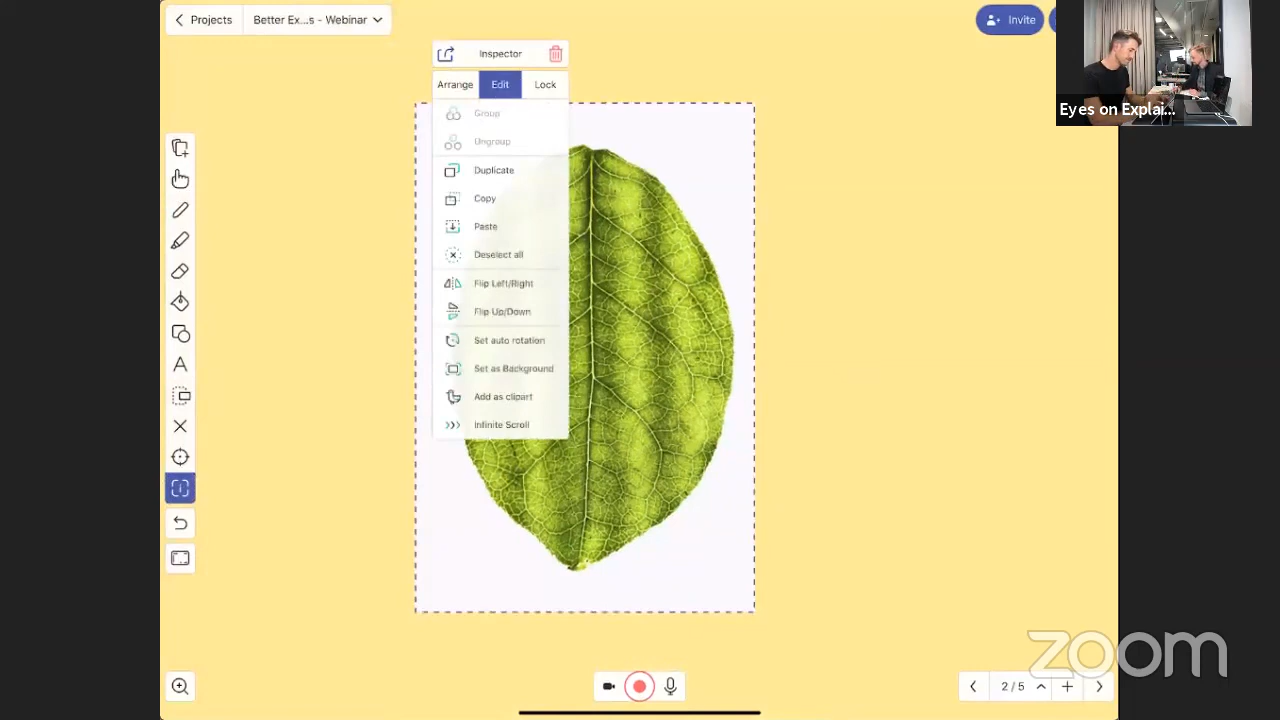 Projects
Better Ex...s - Webinar
Invite
Eyes on Explai...
Inspector
Arrange
Edit
Lock
Group
Ungroup
Duplicate
Copy
Paste
Deselect all
Flip Left/Right
Flip Up/Down
Set auto rotation
Set as Background
Add as clipart
Infinite Scroll
A
2 / 5
zoom